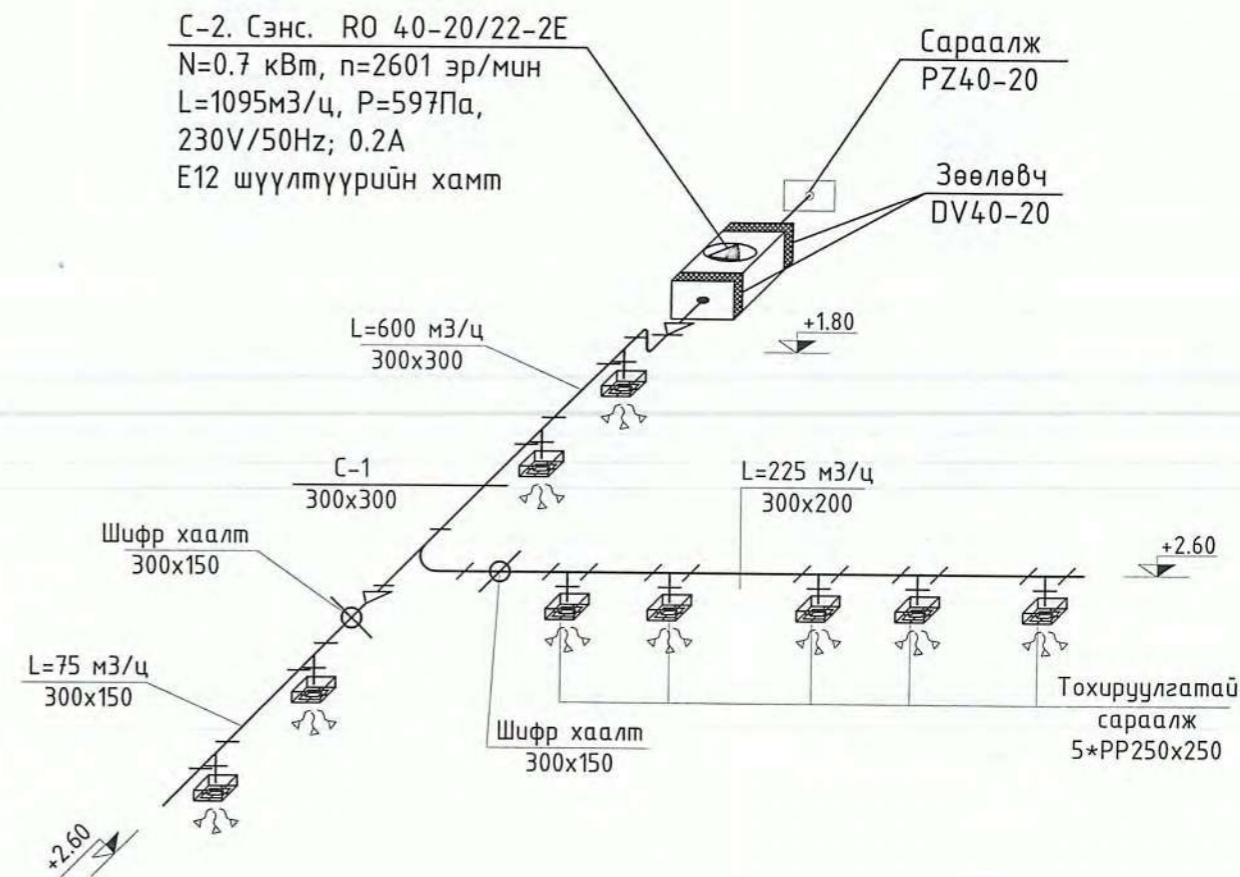 С-2. Сэнс. RO 40-20/22-2E
N=0.7 кВт, n=2601 эр/мин
L=1095м3/ц, P=597Па,
230V/50Hz; 0.2A
E12 шүүлтүүрийн хамт
Сараалж
PZ40-20
Зөөлөвч
DV40-20
+1.80
L=600 м3/ц
300x300
С-1
300x300
L=225 м3/ц
300x200
Шифр хаалт
300x150
+2.60
L=75 м3/ц
300x150
Шифр хаалт
300x150
Тохируулгатай
сараалж
5*PP250x250
+2.60